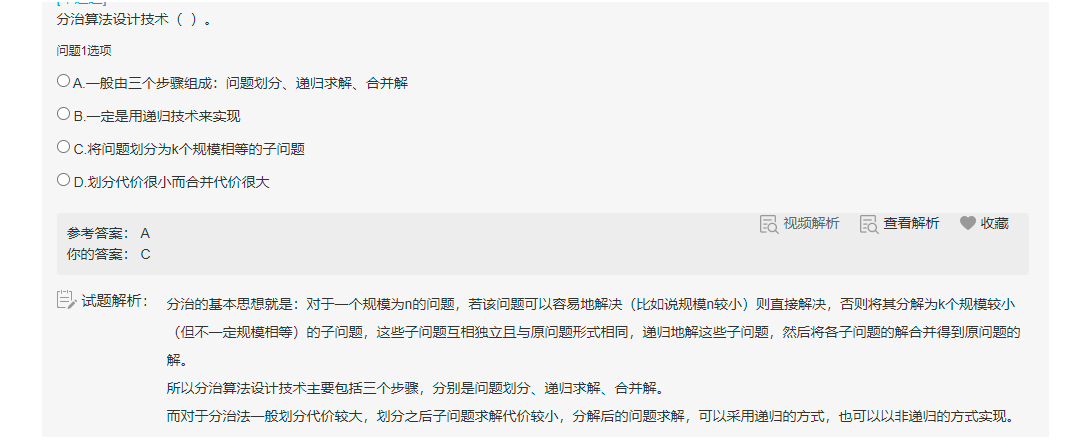 分治算法设计技术（ ）。
问题1选项
A.一般由三个步骤组成：问题划分、递归求解、合并解
B.一定是用递归技术来实现
C.将问题划分为k个规模相等的子问题
D.划分代价很小而合并代价很大
视频解析 查看解析 收藏
参考答案： A
你的答案： C
试题解析： 分治的基本思想就是：对于一个规模为n的问题，若该问题可以容易地解决（比如说规模n较小）则直接解决，否则将其分解为k个规模较小
（但不一定规模相等）的子问题，这些子问题互相独立且与原问题形式相同，递归地解这些子问题，然后将各子问题的解合并得到原问题的
解。
所以分治算法设计技术主要包括三个步骤，分别是问题划分、递归求解、合并解。
而对于分治法一般划分代价较大，划分之后子问题求解代价较小，分解后的问题求解，可以采用递归的方式，也可以以非递归的方式实现。